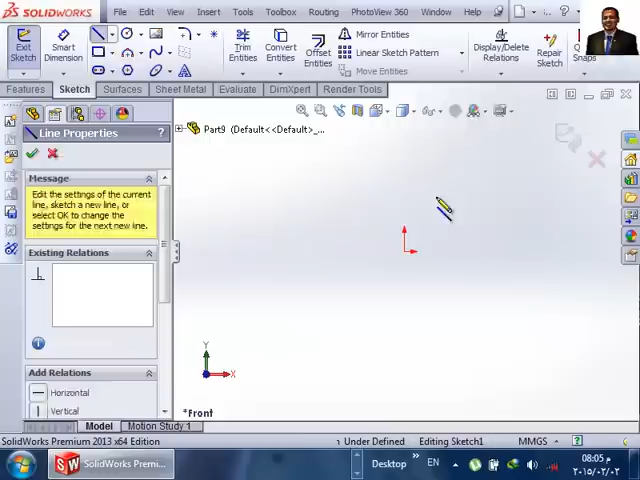 SOLIDWORKS
File Edit View Insert Tools Routing PhotoView 360 Window
Exit Sketch
Smart Dimension
Trim Entities
Convert Entities
Offset Entities
Mirror Entities
Linear Sketch Pattern
Move Entities
Display/Delete Relations
Repair Sketch
Q Snaps
Features Sketch Surfaces Sheet Metal Evaluate DimXpert Render Tools
Part9 (Default<<Default>_...
Line Properties ?
Message
Edit the settings of the current
line, sketch a new line, or
select OK to change the
settings for the next new line.
Existing Relations
Add Relations
Horizontal
Vertical
Y
X
*Front
Model Motion Study 1
SolidWorks Premium 2013 x64 Edition
Under Defined Editing Sketch1 MMGS
SolidWorks Premi...
Desktop
EN
08:05 م
٢٠١٥/٠٢/٠٢